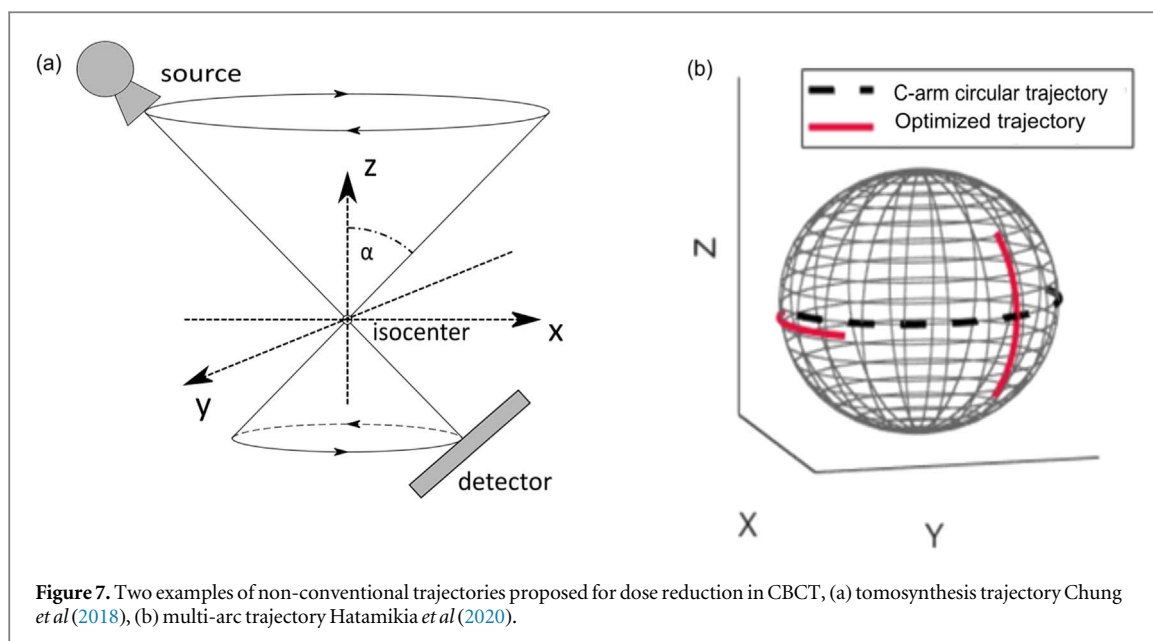 (a)
source
z
α
isocenter
x
y
detector
(b)
C-arm circular trajectory
Optimized trajectory
Z
X
Y
Figure 7. Two examples of non-conventional trajectories proposed for dose reduction in CBCT, (a) tomosynthesis trajectory Chung
et al (2018), (b) multi-arc trajectory Hatamikia et al (2020).